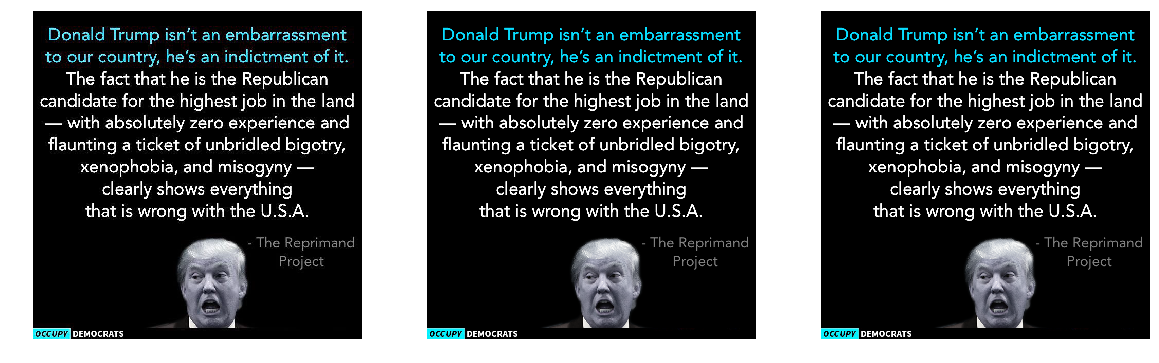 Donald Trump isn't an embarrassment
to our country, he's an indictment of it.
The fact that he is the Republican
candidate for the highest job in the land
— with absolutely zero experience and
flaunting a ticket of unbridled bigotry,
xenophobia, and misogyny —
clearly shows everything
that is wrong with the U.S.A.
- The Reprimand
Project
OCCUPY DEMOCRATS
Donald Trump isn't an embarrassment
to our country, he's an indictment of it.
The fact that he is the Republican
candidate for the highest job in the land
— with absolutely zero experience and
flaunting a ticket of unbridled bigotry,
xenophobia, and misogyny —
clearly shows everything
that is wrong with the U.S.A.
- The Reprimand
Project
OCCUPY DEMOCRATS
Donald Trump isn't an embarrassment
to our country, he's an indictment of it.
The fact that he is the Republican
candidate for the highest job in the land
— with absolutely zero experience and
flaunting a ticket of unbridled bigotry,
xenophobia, and misogyny —
clearly shows everything
that is wrong with the U.S.A.
- The Reprimand
Project
OCCUPY DEMOCRATS